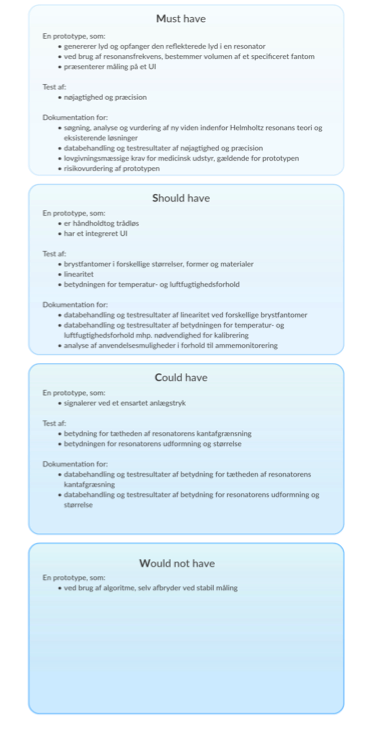 Must have
En prototype, som:
• genererer lyd og opfanger den reflekterede lyd i en resonator
• ved brug af resonansfrekvens, bestemmer volumen af et specificeret fantom
• præsenterer måling på et UI
Test af:
• nøjagtighed og præcision
Dokumentation for:
• søgning, analyse og vurdering af ny viden indenfor Helmholtz resonans teori og
eksisterende løsninger
• databehandling og testresultater af nøjagtighed og præcision
• lovgivningsmæssige krav for medicinsk udstyr, gældende for prototypen
• risikovurdering af prototypen
Should have
En prototype, som:
• er håndholdt og trådløs
• har et integreret UI
Test af:
• brystfantomer i forskellige størrelser, former og materialer
• linearitet
• betydningen for temperatur- og luftfugtighedsforhold
Dokumentation for:
• databehandling og testresultater af linearitet ved forskellige brystfantomer
• databehandling og testresultater af betydningen for temperatur- og
luftfugtighedsforhold mhp. nødvendighed for kalibrering
• analyse af anvendelsesmuligheder i forhold til ammemonitorering
Could have
En prototype, som:
• signalerer ved et ensartet anlægstryk
Test af:
• betydning for tætheden af resonatorens kantafgrænsning
• betydningen for resonatorens udformning og størrelse
Dokumentation for:
• databehandling og testresultater af betydning for tætheden af resonatorens
kantafgræsning
• databehandling og testresultater af betydning for resonatorens udformning og
størrelse
Would not have
En prototype, som:
• ved brug af algoritme, selv afbryder ved stabil måling